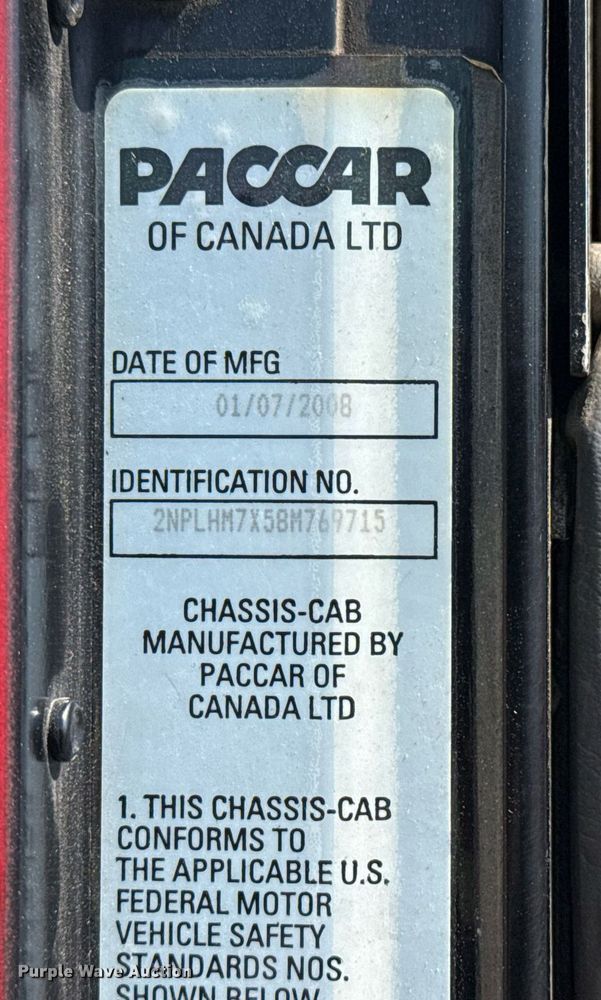 PACCAR
OF CANADA LTD
DATE OF MFG
01/07/2008
IDENTIFICATION NO.
2NPLHM7X58M769715
CHASSIS-CAB
MANUFACTURED BY
PACCAR OF
CANADA LTD
1. THIS CHASSIS-CAB
CONFORMS TO
THE APPLICABLE U.S.
FEDERAL MOTOR
VEHICLE SAFETY
STANDARDS NOS.
SHOWN BELOW
Purple Wave Auction